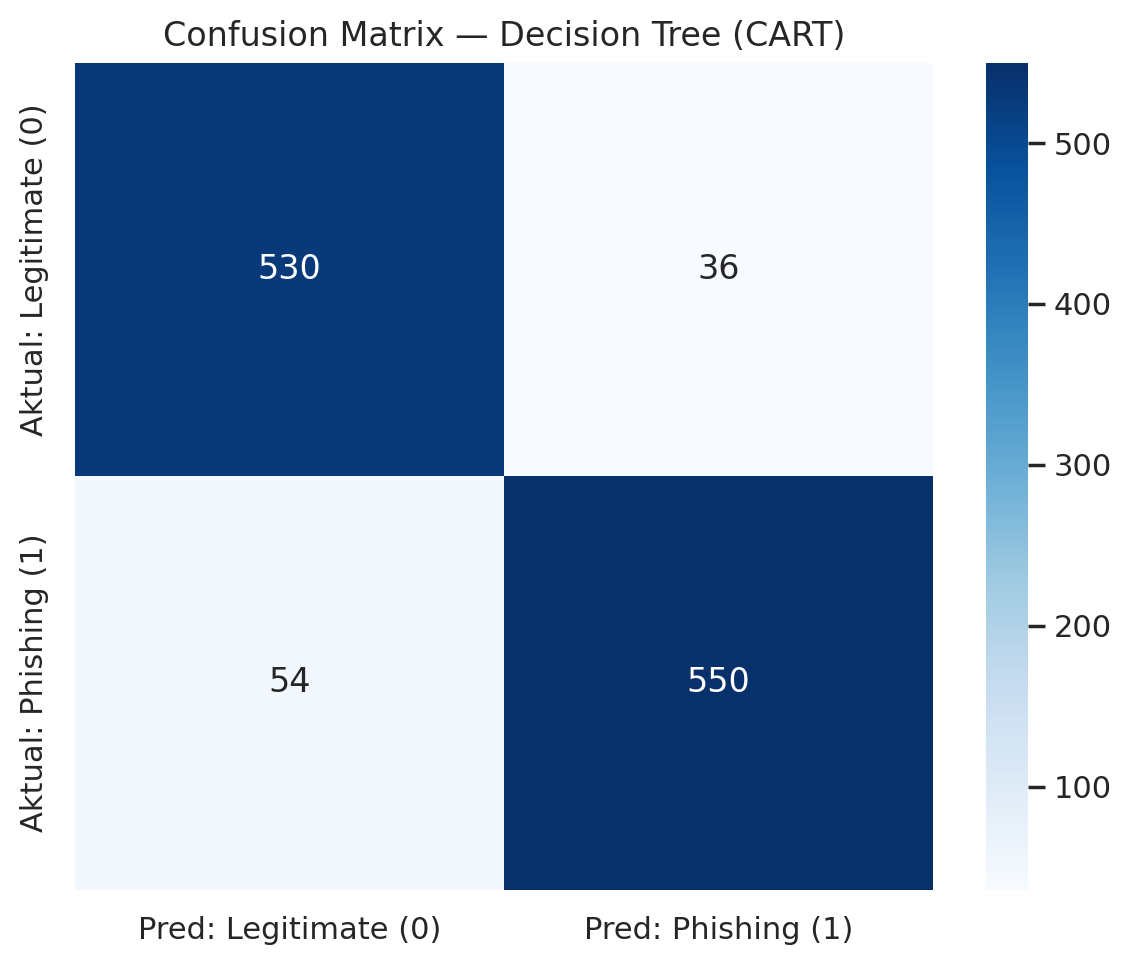 Confusion Matrix — Decision Tree (CART)
Aktual: Legitimate (0)
530
36
Aktual: Phishing (1)
54
550
Pred: Legitimate (0)
Pred: Phishing (1)
500
400
300
200
100